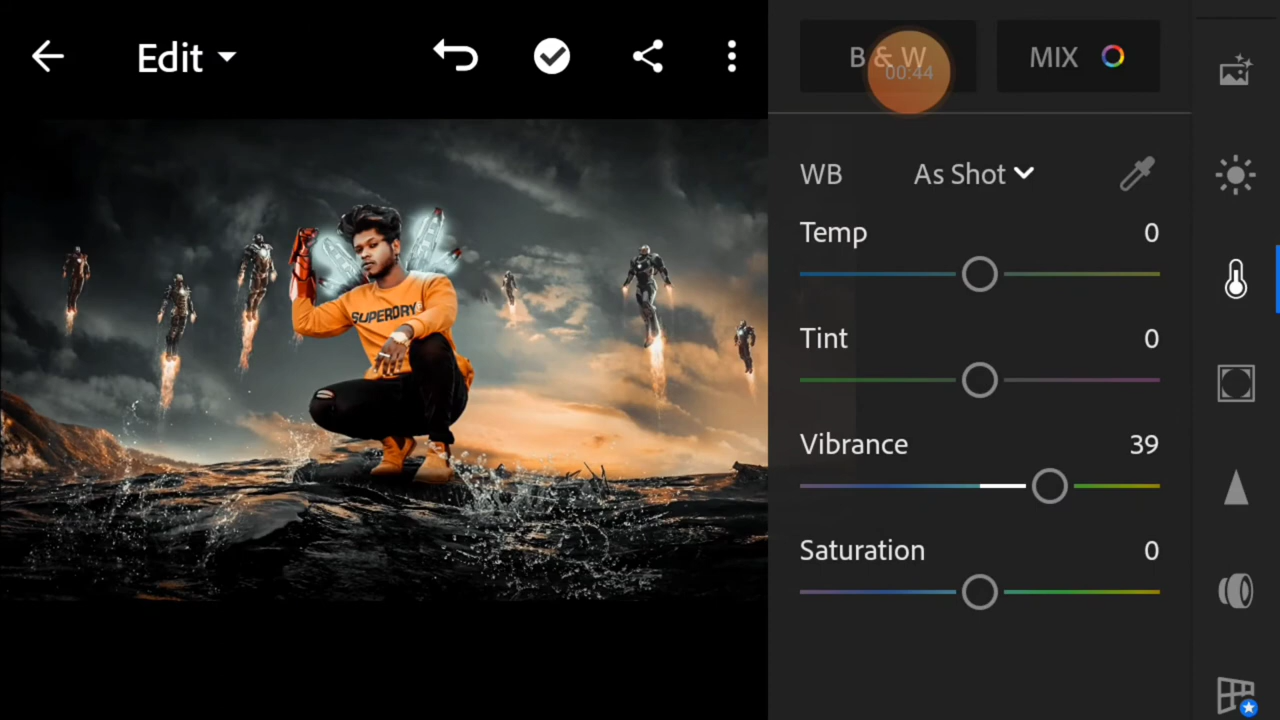 Edit
B & W
00:44
MIX
WB
As Shot
Temp
0
Tint
0
Vibrance
39
Saturation
0
SUPERDRY